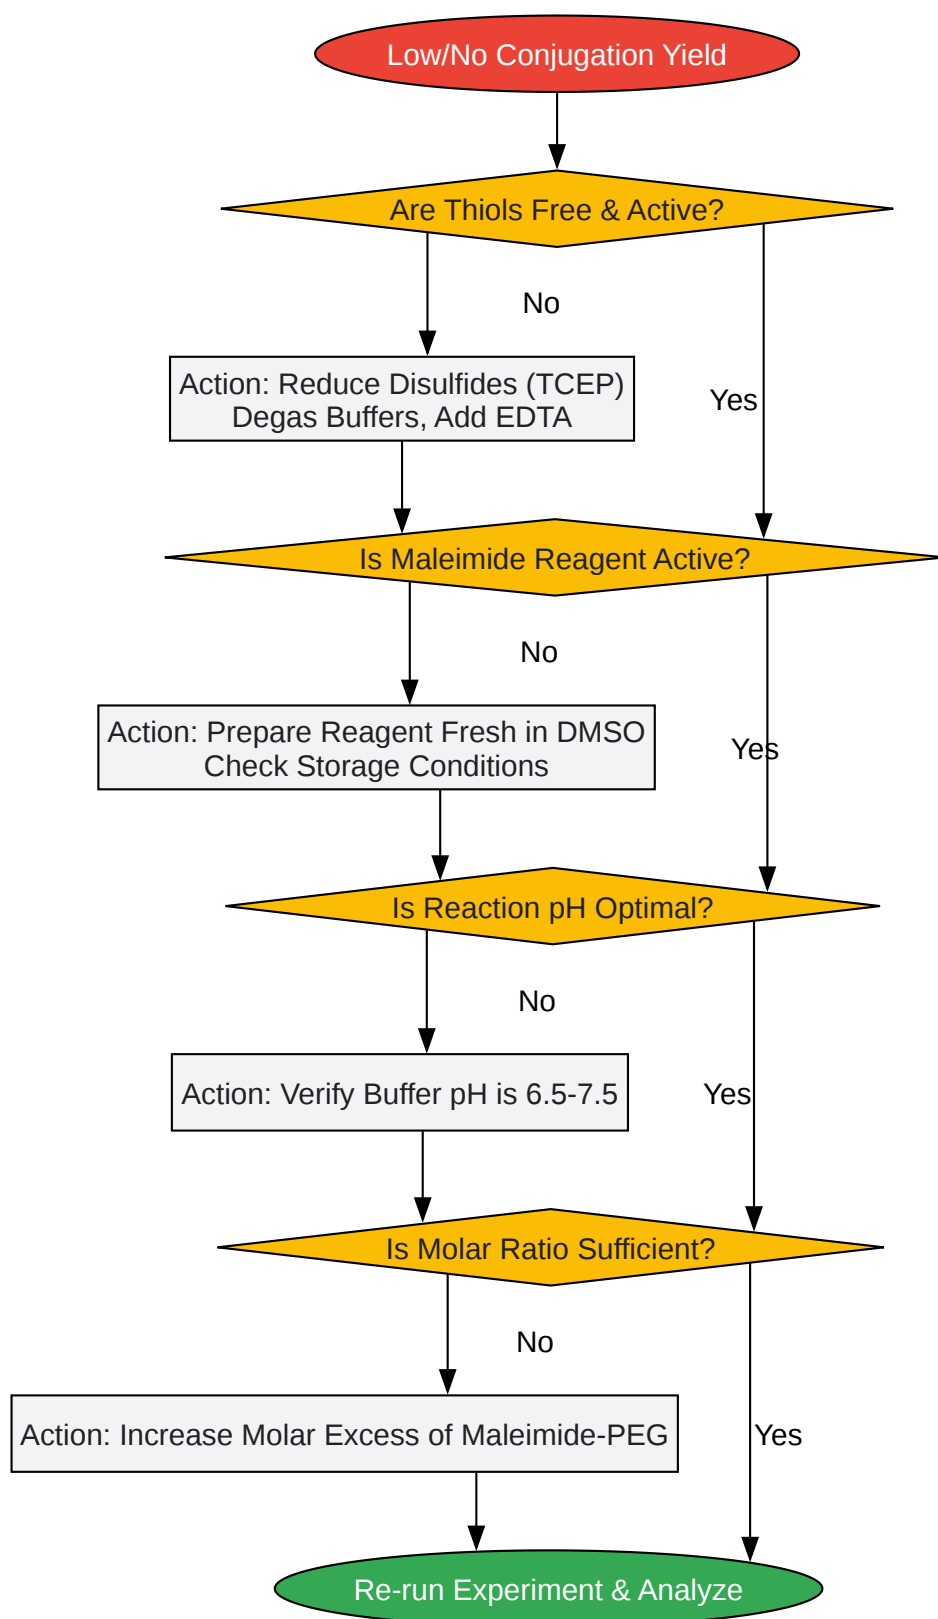 Low/No Conjugation Yield
Are Thiols Free & Active?
No
Action: Reduce Disulfides (TCEP)
Degas Buffers, Add EDTA
Yes
Is Maleimide Reagent Active?
No
Action: Prepare Reagent Fresh in DMSO
Check Storage Conditions
Yes
Is Reaction pH Optimal?
No
Action: Verify Buffer pH is 6.5-7.5
Yes
Is Molar Ratio Sufficient?
No
Action: Increase Molar Excess of Maleimide-PEG
Yes
Re-run Experiment & Analyze